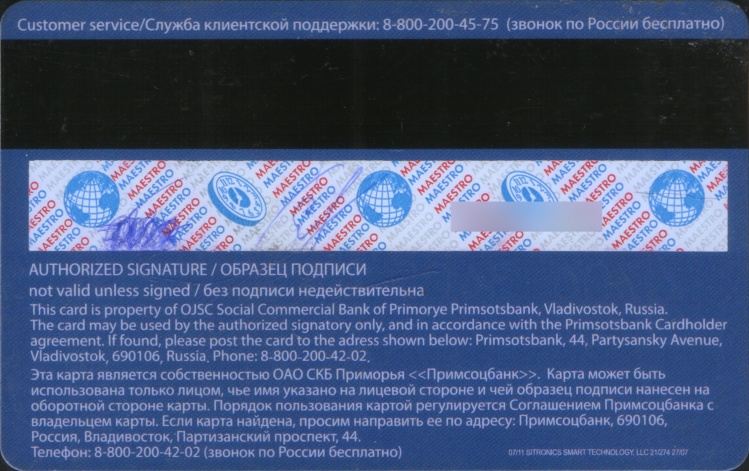 Customer service/Служба клиентской поддержки: 8-800-200-45-75 (звонок по России бесплатно)
MAESTRO MAESTRO MAESTRO MAESTRO MAESTRO MAESTRO
AUTHORIZED SIGNATURE / ОБРАЗЕЦ ПОДПИСИ
not valid unless signed / без подписи недействительна
This card is property of OJSC Social Commercial Bank of Primorye Primsotsbank, Vladivostok, Russia.
The card may be used by the authorized signatory only, and in accordance with the Primsotsbank Cardholder
agreement. If found, please post the card to the adress shown below: Primsotsbank, 44, Partysansky Avenue,
Vladivostok, 690106, Russia, Phone: 8-800-200-42-02.
Эта карта является собственностью ОАО СКБ Приморья <<Примсоцбанк>>. Карта может быть
использована только лицом, чье имя указано на лицевой стороне и чей образец подписи нанесен на
оборотной стороне карты. Порядок пользования картой регулируется Соглашением Примсоцбанка с
владельцем карты. Если карта найдена, просим направить ее по адресу: Примсоцбанк, 690106,
Россия, Владивосток, Партизанский проспект, 44.
Телефон: 8-800-200-42-02 (звонок по России бесплатно)
07/11 SITRONICS SMART TECHNOLOGY, LLC 21/274 27/07